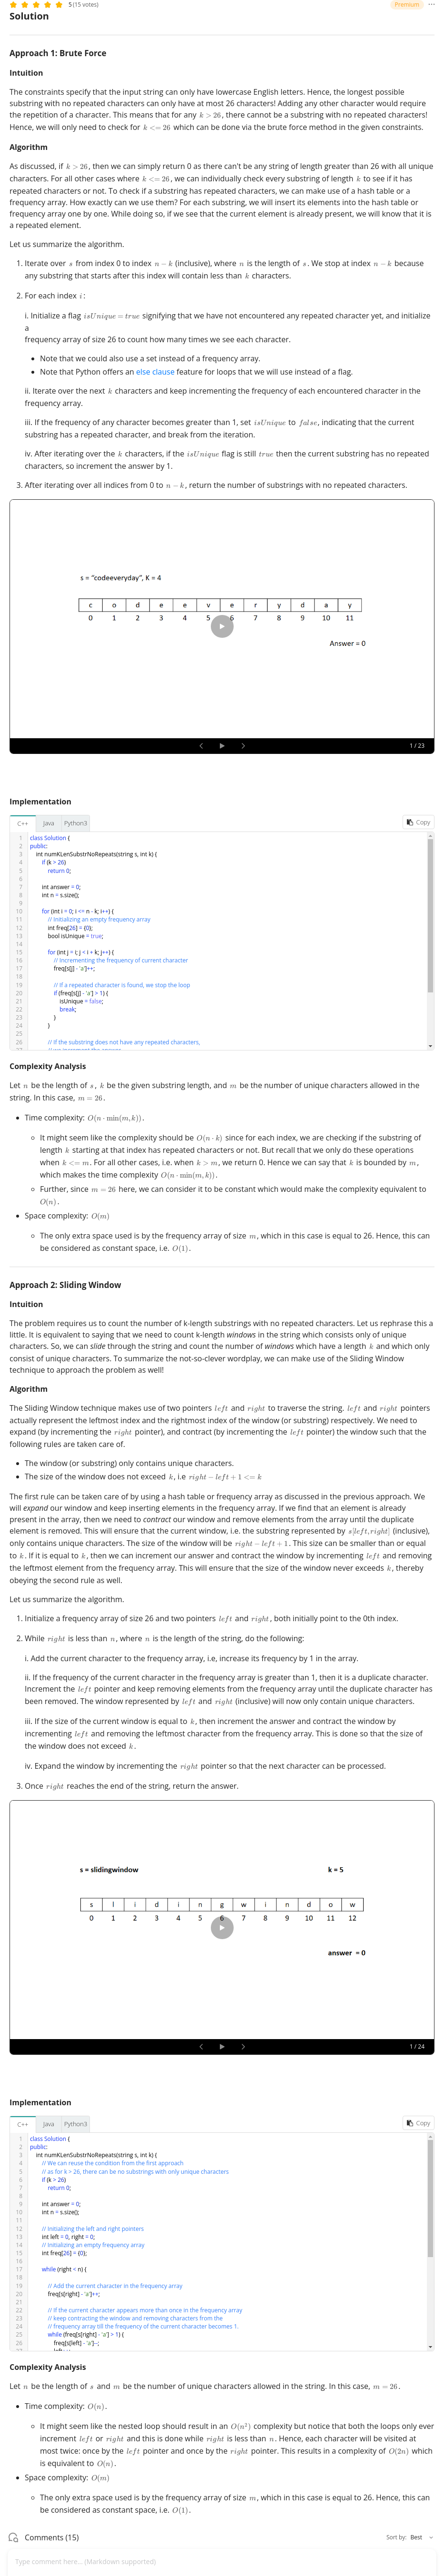 5 (15 votes)
Premium
Solution
Approach 1: Brute Force
Intuition
The constraints specify that the input string can only have lowercase English letters. Hence, the longest possible
substring with no repeated characters can only have at most 26 characters! Adding any other character would require
the repetition of a character. This means that for any k > 26, there cannot be a substring with no repeated characters!
Hence, we will only need to check for k <= 26 which can be done via the brute force method in the given constraints.
Algorithm
As discussed, if k > 26, then we can simply return 0 as there can't be any string of length greater than 26 with all unique
characters. For all other cases where k <= 26, we can individually check every substring of length k to see if it has
repeated characters or not. To check if a substring has repeated characters, we can make use of a hash table or a
frequency array. How exactly can we use them? For each substring, we will insert its elements into the hash table or
frequency array one by one. While doing so, if we see that the current element is already present, we will know that it is
a repeated element.
Let us summarize the algorithm.
1. Iterate over s from index 0 to index n − k (inclusive), where n is the length of s. We stop at index n − k because
any substring that starts after this index will contain less than k characters.
2. For each index i:
i. Initialize a flag isUnique = true signifying that we have not encountered any repeated character yet, and initialize
a
frequency array of size 26 to count how many times we see each character.
• Note that we could also use a set instead of a frequency array.
• Note that Python offers an else clause feature for loops that we will use instead of a flag.
ii. Iterate over the next k characters and keep incrementing the frequency of each encountered character in the
frequency array.
iii. If the frequency of any character becomes greater than 1, set isUnique to false, indicating that the current
substring has a repeated character, and break from the iteration.
iv. After iterating over the k characters, if the isUnique flag is still true then the current substring has no repeated
characters, so increment the answer by 1.
3. After iterating over all indices from 0 to n − k, return the number of substrings with no repeated characters.
s = "codeeveryday", K = 4
c o d e e v e r y d a y
0 1 2 3 4 5 6 7 8 9 10 11
Answer = 0
1 / 23
Implementation
C++ Java Python3 Copy
1 class Solution {
2 public:
3 int numKLenSubstrNoRepeats(string s, int k) {
4 if (k > 26)
5 return 0;
6
7 int answer = 0;
8 int n = s.size();
9
10 for (int i = 0; i <= n - k; i++) {
11 // Initializing an empty frequency array
12 int freq[26] = {0};
13 bool isUnique = true;
14
15 for (int j = i; j < i + k; j++) {
16 // Incrementing the frequency of current character
17 freq[s[j] - 'a']++;
18
19 // If a repeated character is found, we stop the loop
20 if (freq[s[j] - 'a'] > 1) {
21 isUnique = false;
22 break;
23 }
24 }
25
26 // If the substring does not have any repeated characters,
Complexity Analysis
Let n be the length of s, k be the given substring length, and m be the number of unique characters allowed in the
string. In this case, m = 26.
• Time complexity: O(n · min(m, k)).
◦ It might seem like the complexity should be O(n · k) since for each index, we are checking if the substring of
length k starting at that index has repeated characters or not. But recall that we only do these operations
when k <= m. For all other cases, i.e. when k > m, we return 0. Hence we can say that k is bounded by m,
which makes the time complexity O(n · min(m, k)).
◦ Further, since m = 26 here, we can consider it to be constant which would make the complexity equivalent to
O(n).
• Space complexity: O(m)
◦ The only extra space used is by the frequency array of size m, which in this case is equal to 26. Hence, this can
be considered as constant space, i.e. O(1).
Approach 2: Sliding Window
Intuition
The problem requires us to count the number of k-length substrings with no repeated characters. Let us rephrase this a
little. It is equivalent to saying that we need to count k-length windows in the string which consists only of unique
characters. So, we can slide through the string and count the number of windows which have a length k and which only
consist of unique characters. To summarize the not-so-clever wordplay, we can make use of the Sliding Window
technique to approach the problem as well!
Algorithm
The Sliding Window technique makes use of two pointers left and right to traverse the string. left and right pointers
actually represent the leftmost index and the rightmost index of the window (or substring) respectively. We need to
expand (by incrementing the right pointer), and contract (by incrementing the left pointer) the window such that the
following rules are taken care of.
• The window (or substring) only contains unique characters.
• The size of the window does not exceed k, i.e right − left + 1 <= k
The first rule can be taken care of by using a hash table or frequency array as discussed in the previous approach. We
will expand our window and keep inserting elements in the frequency array. If we find that an element is already
present in the array, then we need to contract our window and remove elements from the array until the duplicate
element is removed. This will ensure that the current window, i.e. the substring represented by s[left, right] (inclusive),
only contains unique characters. The size of the window will be right − left + 1. This size can be smaller than or equal
to k. If it is equal to k, then we can increment our answer and contract the window by incrementing left and removing
the leftmost element from the frequency array. This will ensure that the size of the window never exceeds k, thereby
obeying the second rule as well.
Let us summarize the algorithm.
1. Initialize a frequency array of size 26 and two pointers left and right, both initially point to the 0th index.
2. While right is less than n, where n is the length of the string, do the following:
i. Add the current character to the frequency array, i.e, increase its frequency by 1 in the array.
ii. If the frequency of the current character in the frequency array is greater than 1, then it is a duplicate character.
Increment the left pointer and keep removing elements from the frequency array until the duplicate character has
been removed. The window represented by left and right (inclusive) will now only contain unique characters.
iii. If the size of the current window is equal to k, then increment the answer and contract the window by
incrementing left and removing the leftmost character from the frequency array. This is done so that the size of
the window does not exceed k.
iv. Expand the window by incrementing the right pointer so that the next character can be processed.
3. Once right reaches the end of the string, return the answer.
s = slidingwindow k = 5
s l i d i n g w i n d o w
0 1 2 3 4 5 6 7 8 9 10 11 12
answer = 0
1 / 24
Implementation
C++ Java Python3 Copy
1 class Solution {
2 public:
3 int numKLenSubstrNoRepeats(string s, int k) {
4 // We can reuse the condition from the first approach
5 // as for k > 26, there can be no substrings with only unique characters
6 if (k > 26)
7 return 0;
8
9 int answer = 0;
10 int n = s.size();
11
12 // Initializing the left and right pointers
13 int left = 0, right = 0;
14 // Initializing an empty frequency array
15 int freq[26] = {0};
16
17 while (right < n) {
18
19 // Add the current character in the frequency array
20 freq[s[right] - 'a']++;
21
22 // If the current character appears more than once in the frequency array
23 // keep contracting the window and removing characters from the
24 // frequency array till the frequency of the current character becomes 1.
25 while (freq[s[right] - 'a'] > 1) {
26 freq[s[left] - 'a']--;
Complexity Analysis
Let n be the length of s and m be the number of unique characters allowed in the string. In this case, m = 26.
• Time complexity: O(n).
◦ It might seem like the nested loop should result in an O(n²) complexity but notice that both the loops only ever
increment left or right and this is done while right is less than n. Hence, each character will be visited at
most twice: once by the left pointer and once by the right pointer. This results in a complexity of O(2n) which
is equivalent to O(n).
• Space complexity: O(m)
◦ The only extra space used is by the frequency array of size m, which in this case is equal to 26. Hence, this can
be considered as constant space, i.e. O(1).
Comments (15)
Sort by: Best
Type comment here... (Markdown supported)